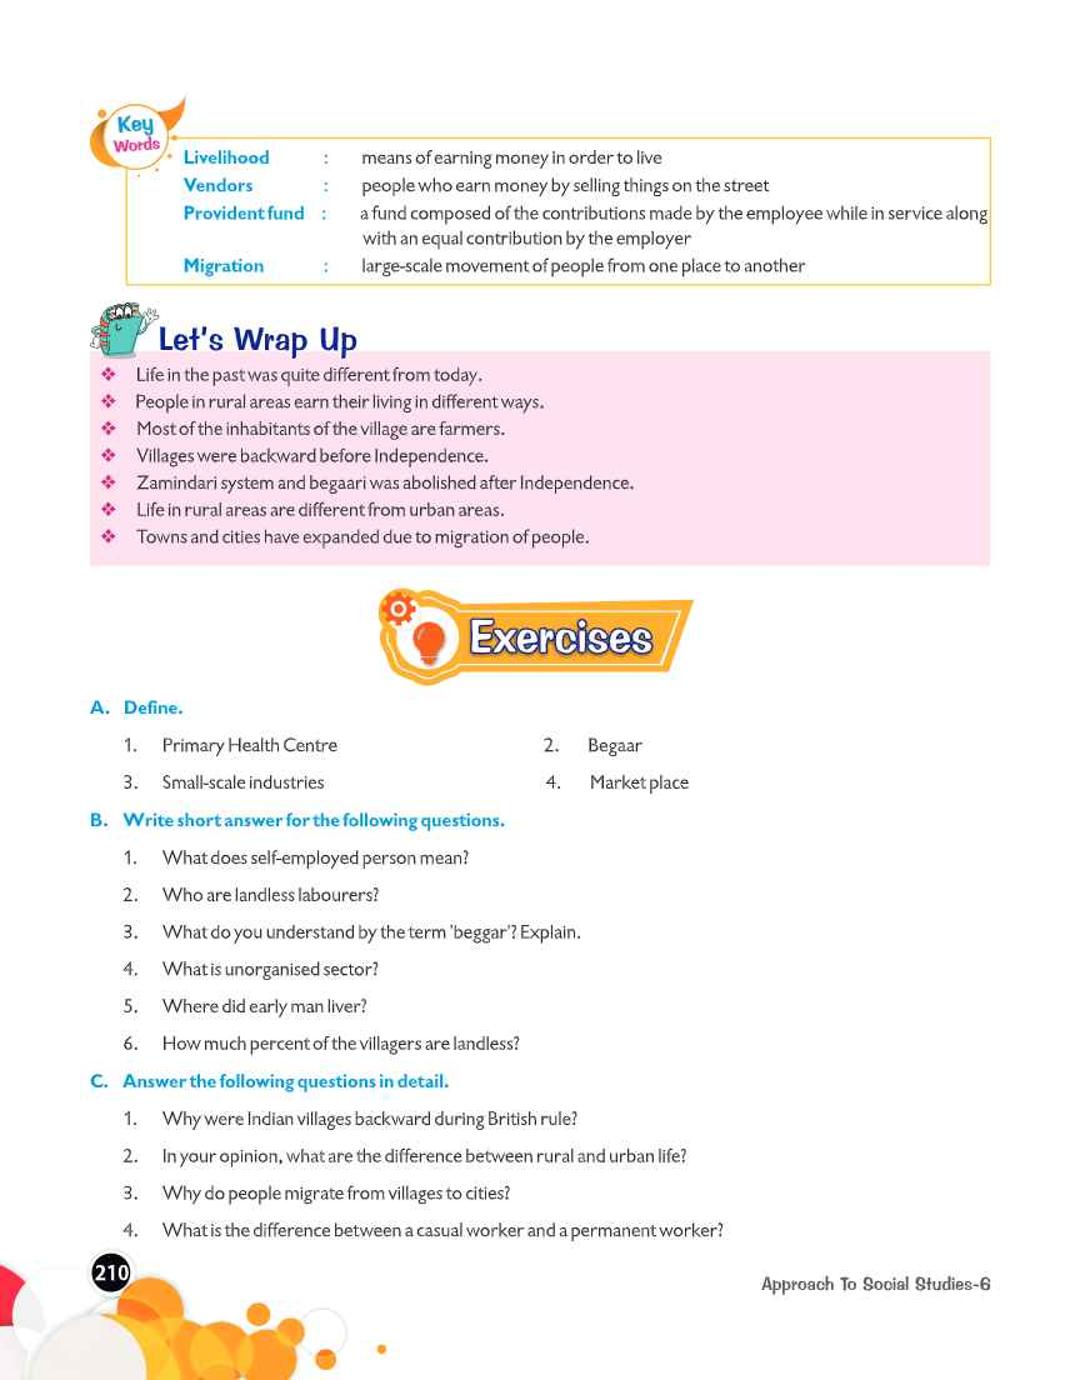 Key
Words
Livelihood : means of earning money in order to live
Vendors : people who earn money by selling things on the street
Provident fund : a fund composed of the contributions made by the employee while in service along
with an equal contribution by the employer
Migration : large-scale movement of people from one place to another
Let's Wrap Up
❖ Life in the past was quite different from today.
❖ People in rural areas earn their living in different ways.
❖ Most of the inhabitants of the village are farmers.
❖ Villages were backward before Independence.
❖ Zamindari system and begaari was abolished after Independence.
❖ Life in rural areas are different from urban areas.
❖ Towns and cities have expanded due to migration of people.
Exercises
A. Define.
1. Primary Health Centre 2. Begaar
3. Small-scale industries 4. Market place
B. Write short answer for the following questions.
1. What does self-employed person mean?
2. Who are landless labourers?
3. What do you understand by the term 'beggar'? Explain.
4. What is unorganised sector?
5. Where did early man liver?
6. How much percent of the villagers are landless?
C. Answer the following questions in detail.
1. Why were Indian villages backward during British rule?
2. In your opinion, what are the difference between rural and urban life?
3. Why do people migrate from villages to cities?
4. What is the difference between a casual worker and a permanent worker?
210
Approach To Social Studies-6